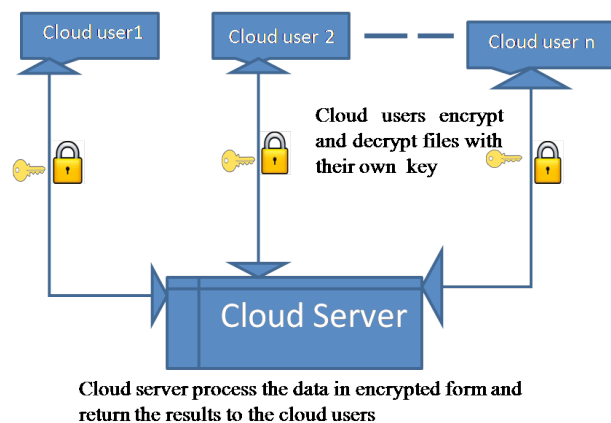 Cloud user1
Cloud user 2
Cloud user n
Cloud users encrypt
and decrypt files with
their own key
Cloud Server
Cloud server process the data in encrypted form and
return the results to the cloud users